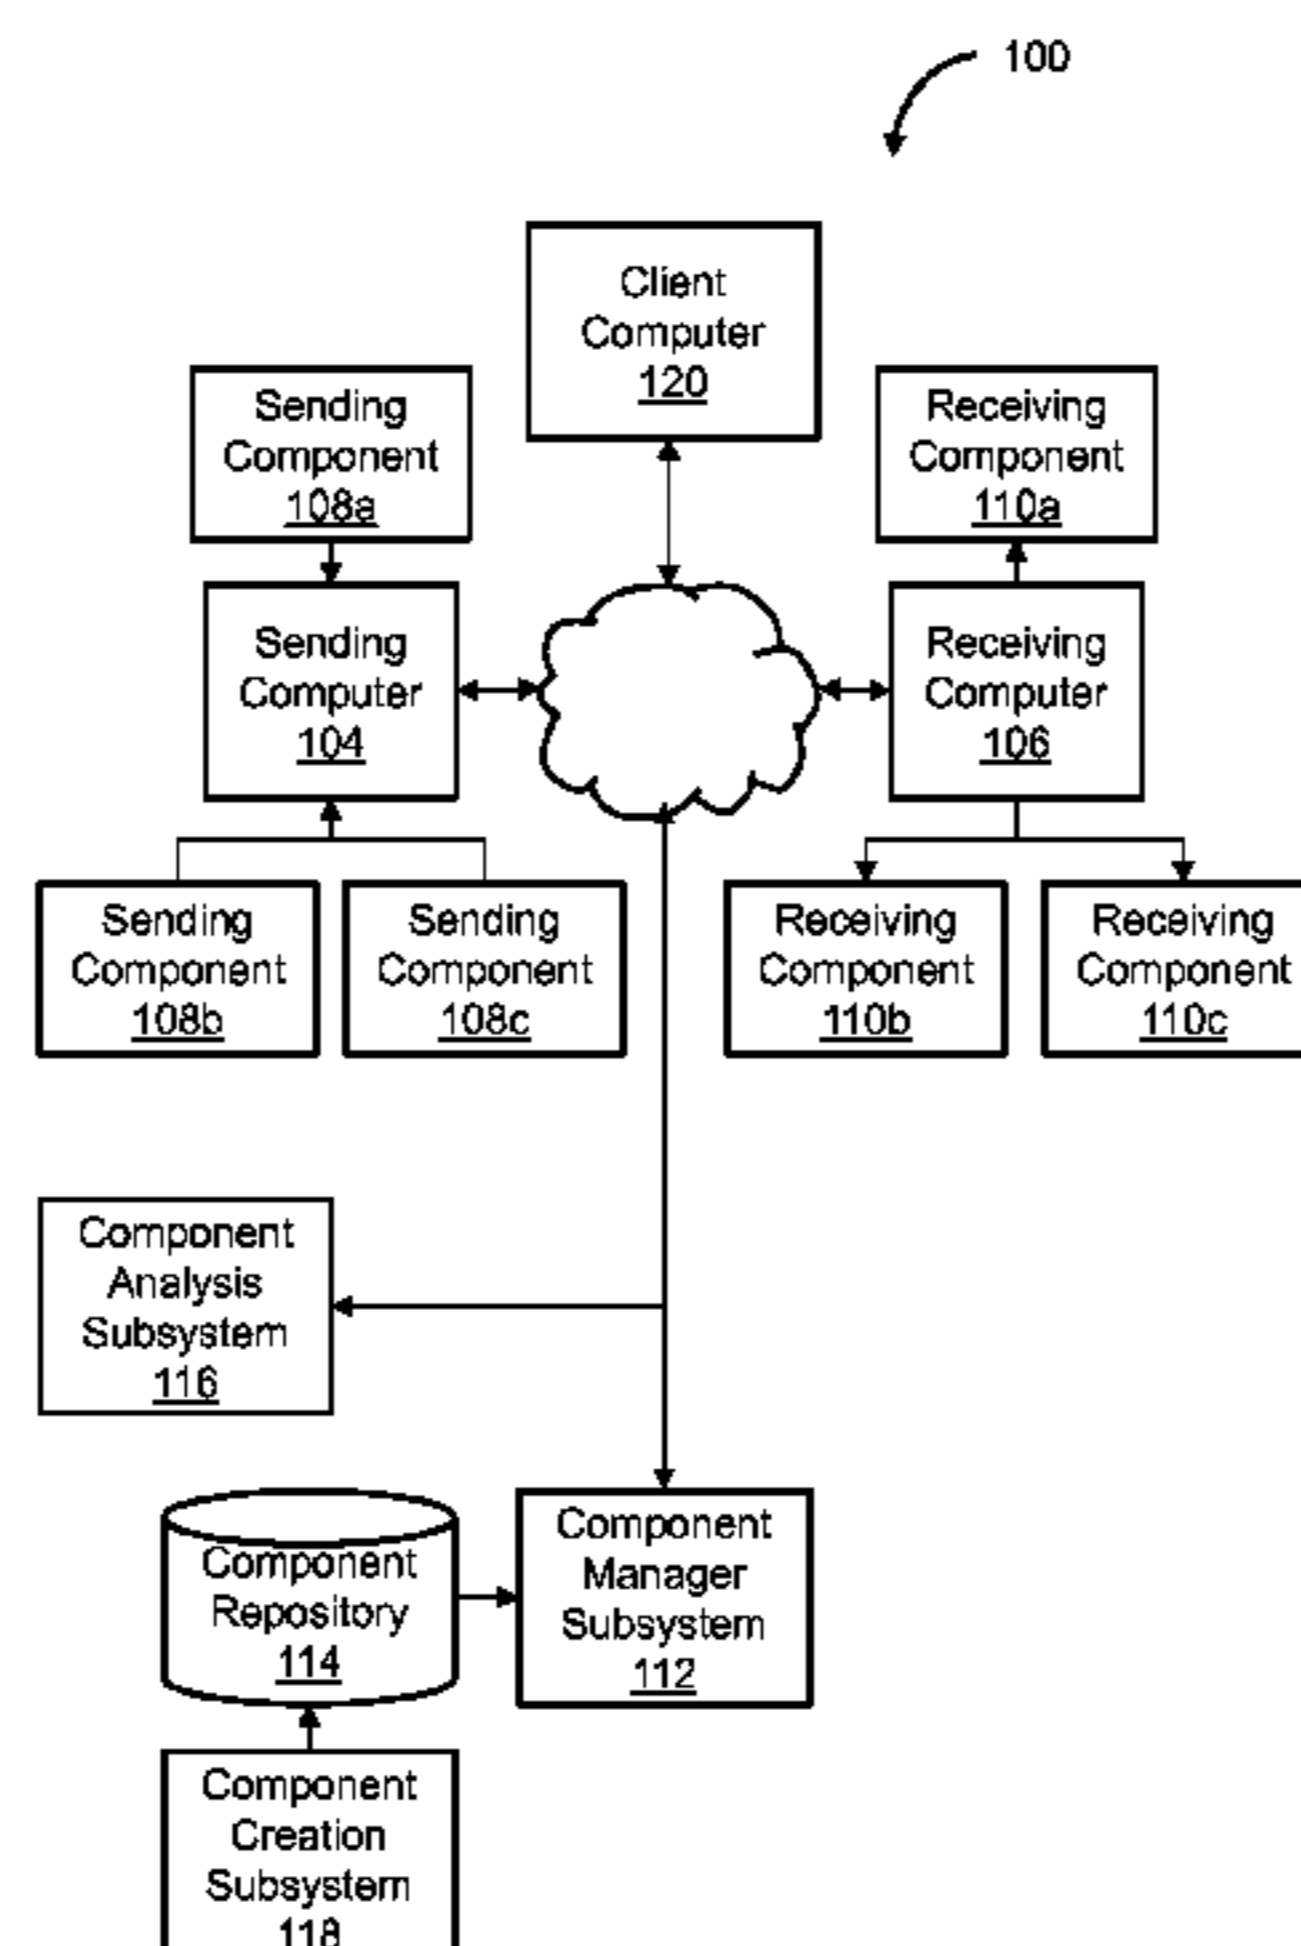 100
Client
Computer
120
Sending
Component
108a
Receiving
Component
110a
Sending
Computer
104
Receiving
Computer
106
Sending
Component
108b
Sending
Component
108c
Receiving
Component
110b
Receiving
Component
110c
Component
Analysis
Subsystem
116
Component
Repository
114
Component
Manager
Subsystem
112
Component
Creation
Subsystem
118